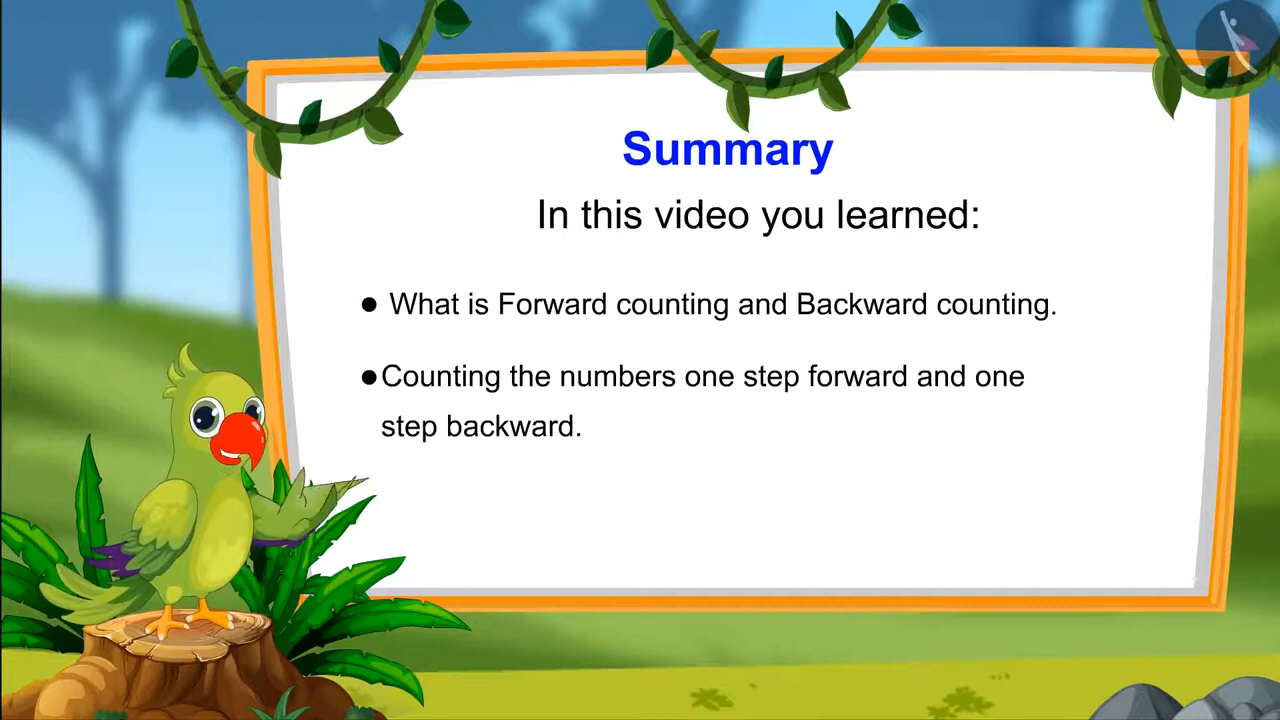 Summary
In this video you learned:
● What is Forward counting and Backward counting.
●Counting the numbers one step forward and one
step backward.